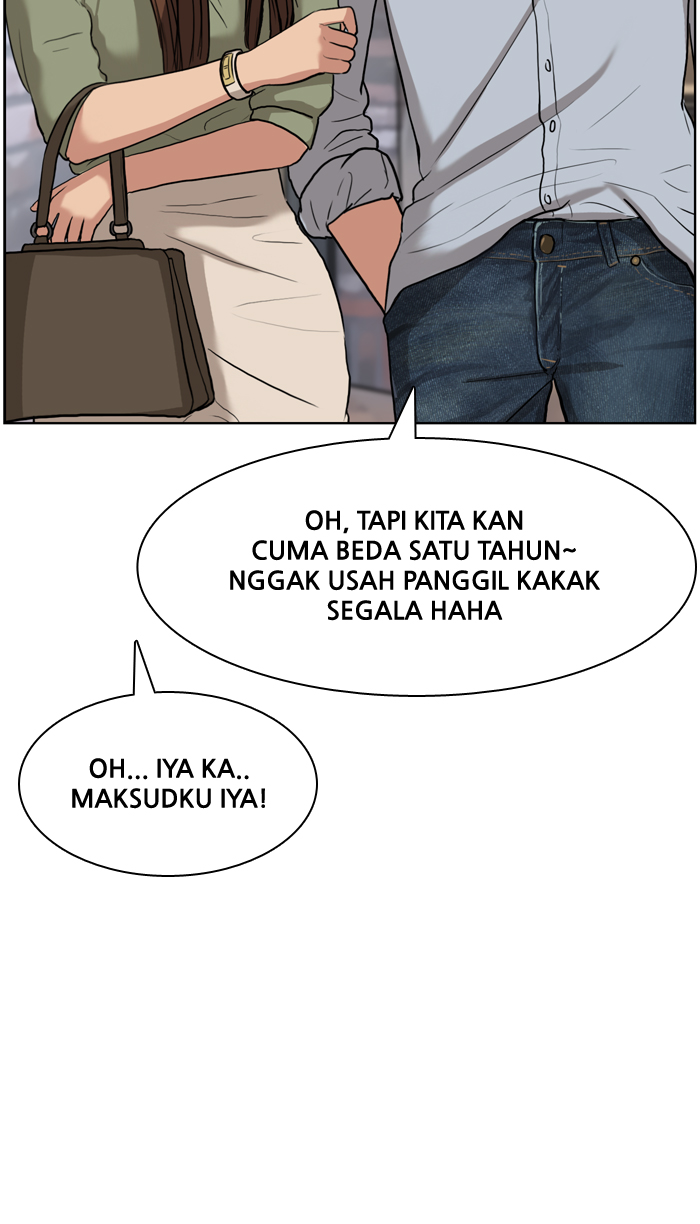 OH, TAPI KITA KAN
CUMA BEDA SATU TAHUN~
NGGAK USAH PANGGIL KAKAK
SEGALA HAHA
OH... IYA KA..
MAKSUDKU IYA!